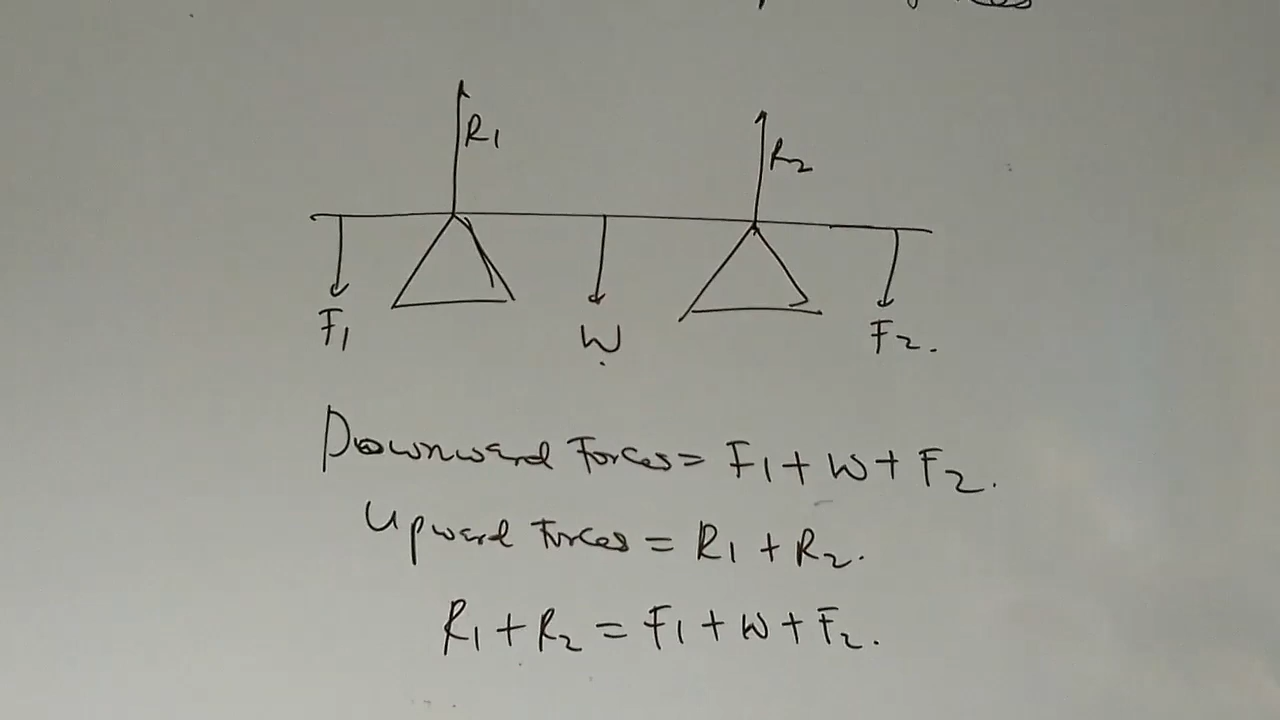 R1
R2
F1
W
F2.
Downward Forces = F1 + W + F2.
Upward Forces = R1 + R2.
R1 + R2 = F1 + W + F2.